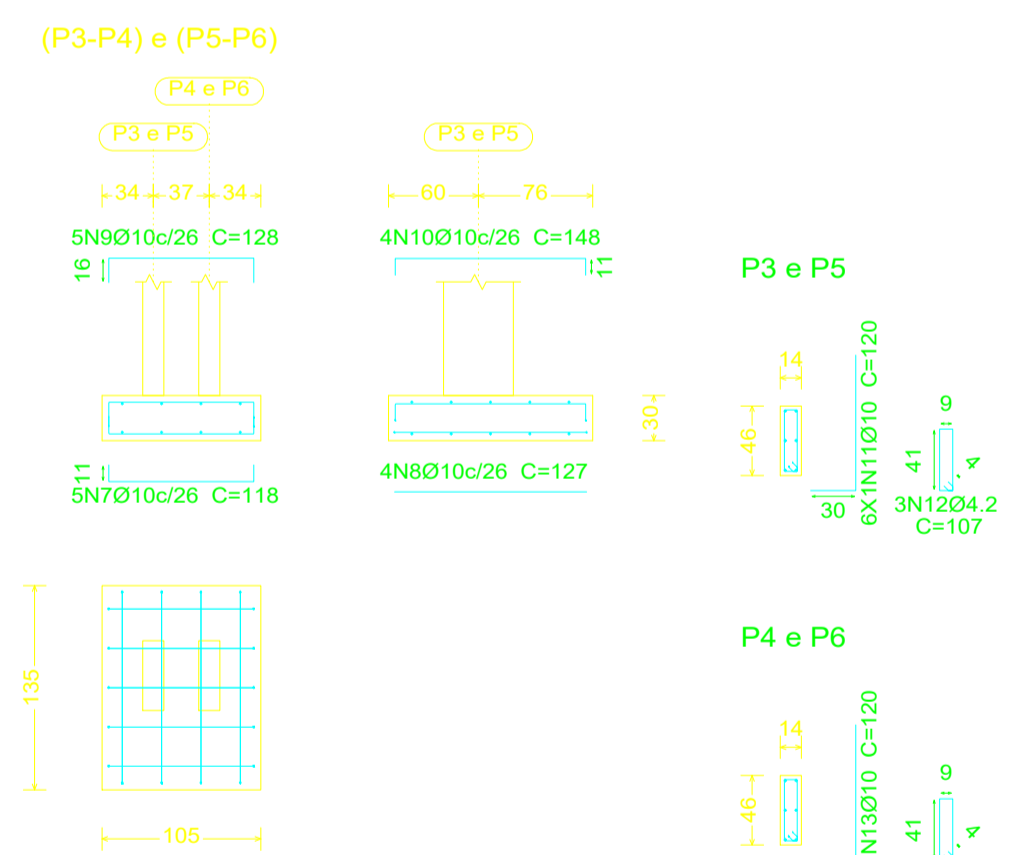 (P3-P4) e (P5-P6)
P4 e P6
P3 e P5
P3 e P5
34 37 34
60 76
5N9Ø10c/26 C=128
4N10Ø10c/26 C=148
16
11
P3 e P5
14
46
6X1N11Ø10 C=120
30
9
41
4
3N12Ø4.2
C=107
30
11
5N7Ø10c/26 C=118
4N8Ø10c/26 C=127
135
105
P4 e P6
14
46
N13Ø10 C=120
9
41
4